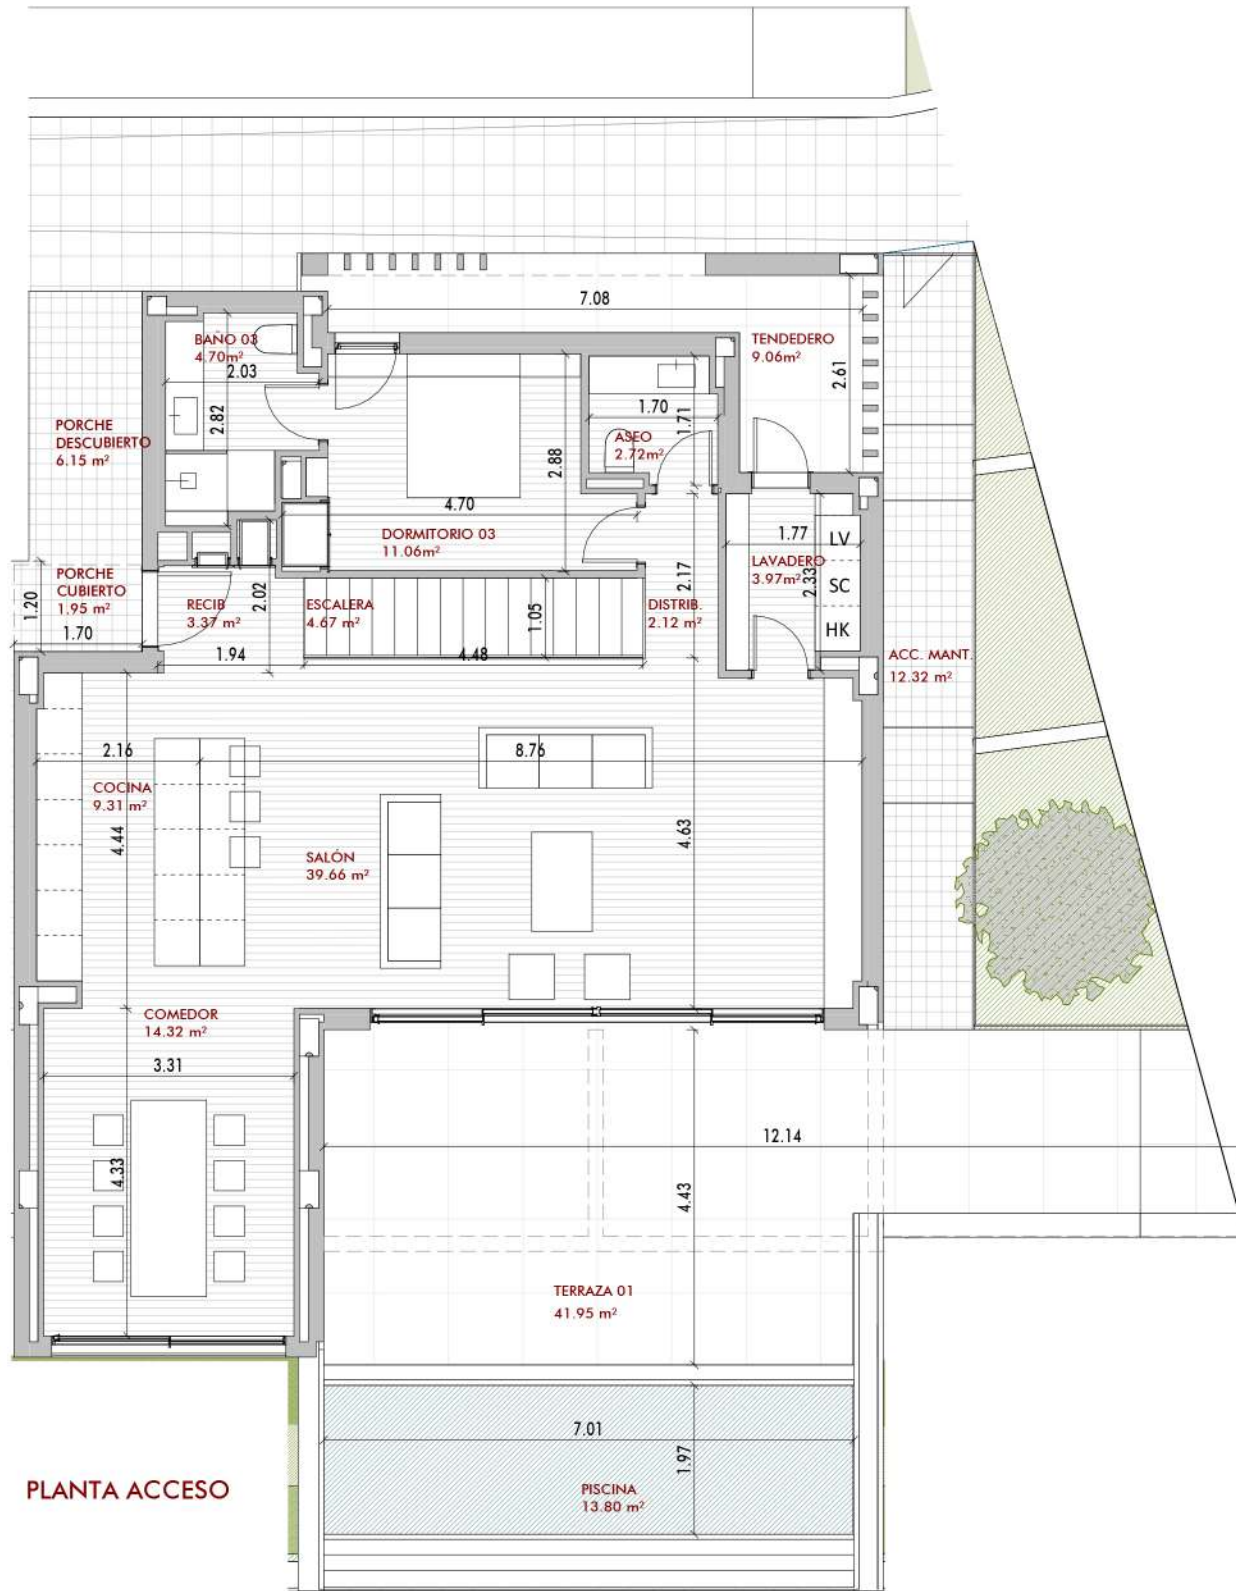 7.08
BAÑO 03
4.70m²
TENDEDERO
9.06m²
2.61
2.03
2.82
PORCHE
DESCUBIERTO
6.15 m²
1.70
1.71
ASEO
2.72m²
2.88
4.70
DORMITORIO 03
11.06m²
1.77
LV
LAVADERO
3.97m²
2.33
SC
HK
PORCHE
CUBIERTO
1.95 m²
1.20
1.70
RECIB
3.37 m²
2.02
ESCALERA
4.67 m²
1.05
2.17
DISTRIB.
2.12 m²
1.94
4.48
ACC. MANT.
12.32 m²
2.16
8.76
COCINA
9.31 m²
4.44
4.63
SALÓN
39.66 m²
COMEDOR
14.32 m²
3.31
12.14
4.33
4.43
TERRAZA 01
41.95 m²
7.01
1.97
PISCINA
13.80 m²
PLANTA ACCESO